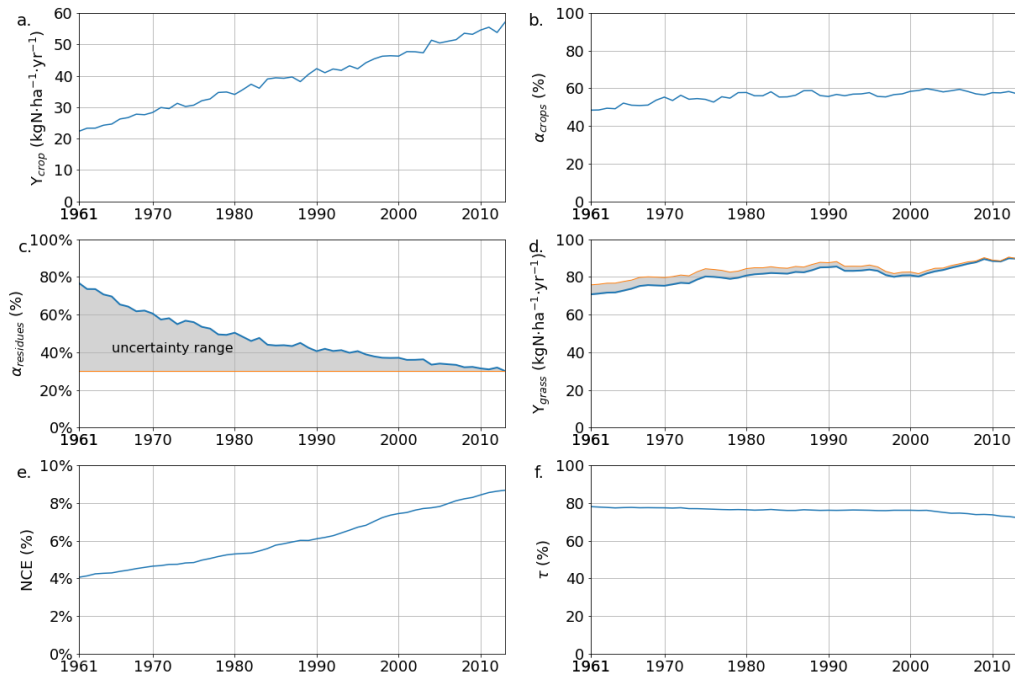 a.
Y_crop (kgN·ha⁻¹·yr⁻¹)
60
50
40
30
20
10
0
1961 1970 1980 1990 2000 2010
b.
α_crops (%)
100
80
60
40
20
0
1961 1970 1980 1990 2000 2010
c.
α_residues (%)
100%
80%
60%
40%
20%
0%
uncertainty range
1961 1970 1980 1990 2000 2010
d.
Y_grass (kgN·ha⁻¹·yr⁻¹)
100
80
60
40
20
0
1961 1970 1980 1990 2000 2010
e.
NCE (%)
10%
8%
6%
4%
2%
0%
1961 1970 1980 1990 2000 2010
f.
τ (%)
100
80
60
40
20
0
1961 1970 1980 1990 2000 2010